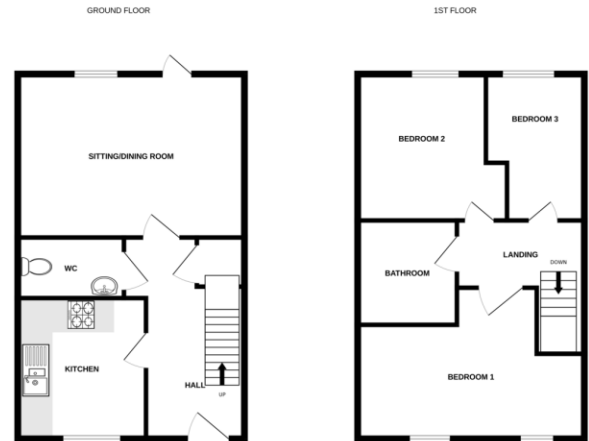 GROUND FLOOR
SITTING/DINING ROOM
WC
KITCHEN
HALL
UP
1ST FLOOR
BEDROOM 2
BEDROOM 3
LANDING
DOWN
BATHROOM
BEDROOM 1